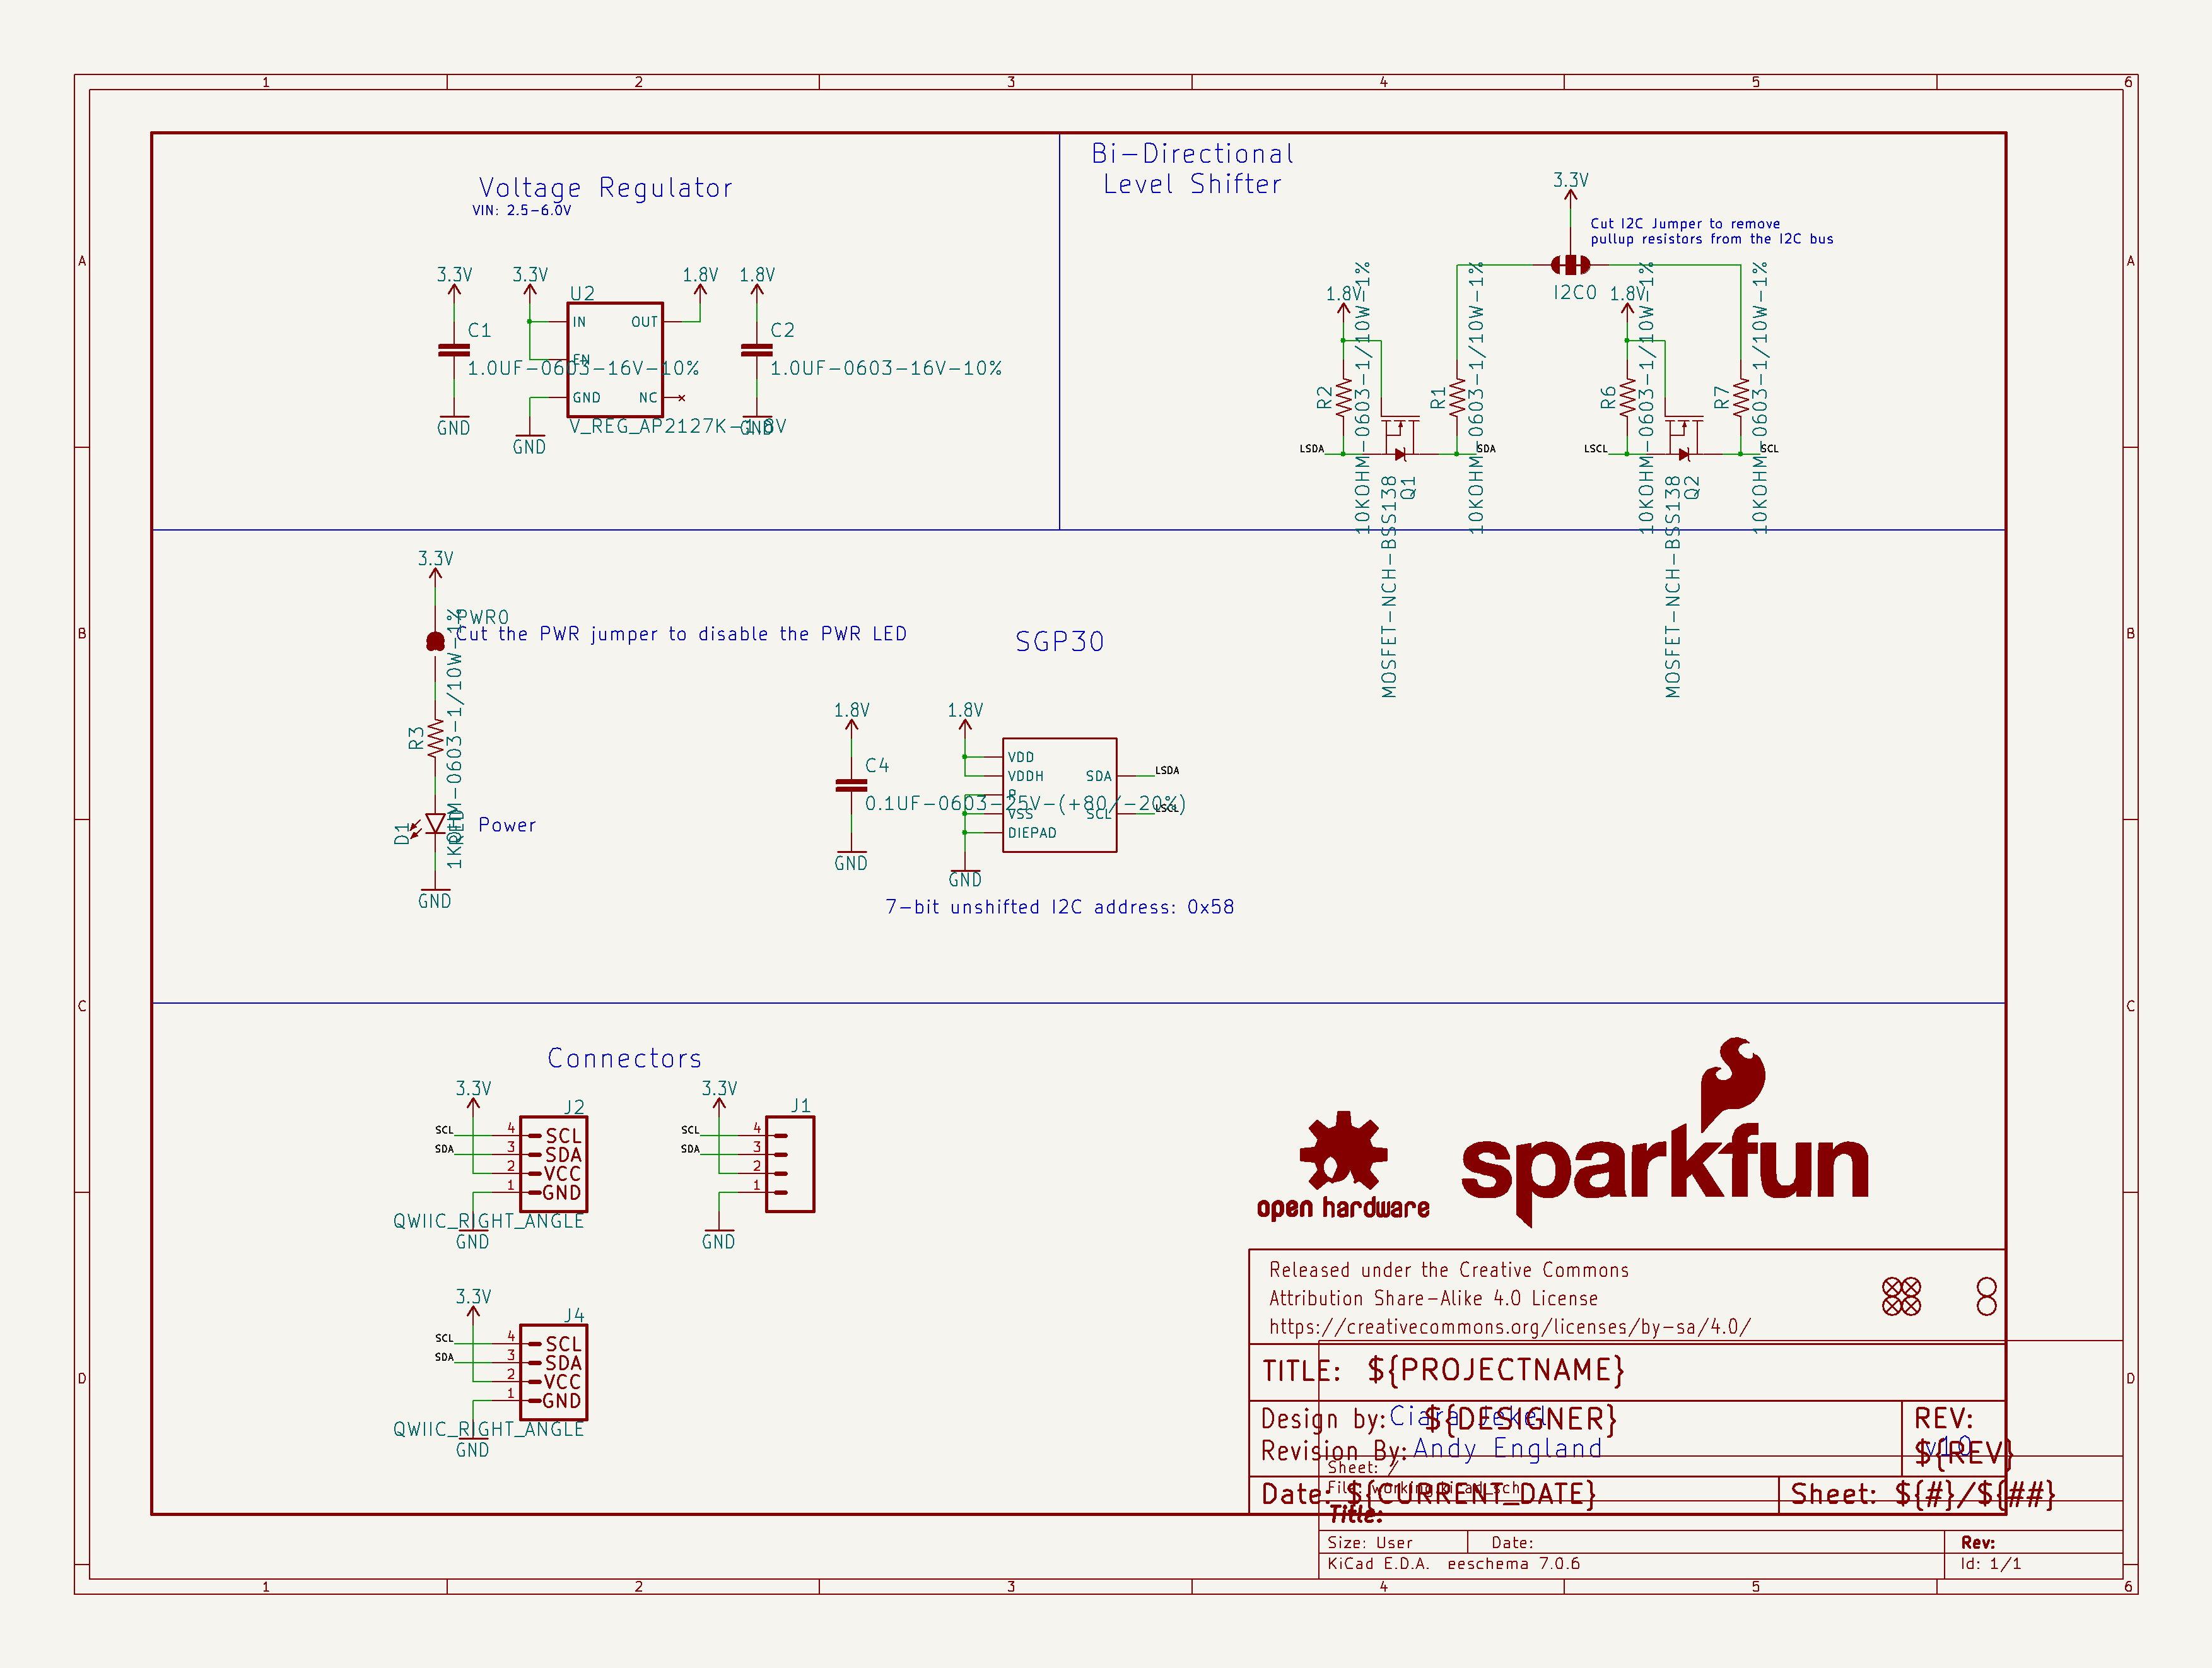 1 2 3 4 5 6
A
B
C
D
Voltage Regulator
VIN: 2.5-6.0V
3.3V
C1
1.0UF-0603-16V-10%
GND
3.3V
U2
IN
EN
GND
OUT
NC
V_REG_AP2127K-1.8V
GND
1.8V
1.8V
C2
1.0UF-0603-16V-10%
GND
Bi-Directional
Level Shifter
3.3V
Cut I2C Jumper to remove
pullup resistors from the I2C bus
I2C0
1.8V
R2
10KOHM-0603-1/10W-1%
R1
10KOHM-0603-1/10W-1%
LSDA
SDA
MOSFET-NCH-BSS138
Q1
1.8V
R6
10KOHM-0603-1/10W-1%
R7
10KOHM-0603-1/10W-1%
LSCL
SCL
MOSFET-NCH-BSS138
Q2
3.3V
PWR0
Cut the PWR jumper to disable the PWR LED
R3
1KOHM-0603-1/10W-1%
D1
RED
Power
GND
SGP30
1.8V
C4
0.1UF-0603-25V-(+80/-20%)
GND
1.8V
VDD
VDDH
R
VSS
DIEPAD
SDA
SCL
LSDA
LSCL
GND
7-bit unshifted I2C address: 0x58
Connectors
3.3V
J2
SCL 4 SCL
SDA 3 SDA
2 VCC
1 GND
QWIIC_RIGHT_ANGLE
GND
3.3V
J1
SCL 4
SDA 3
2
1
GND
3.3V
J4
SCL 4 SCL
SDA 3 SDA
2 VCC
1 GND
QWIIC_RIGHT_ANGLE
GND
open hardware
sparkfun
Released under the Creative Commons
Attribution Share-Alike 4.0 License
https://creativecommons.org/licenses/by-sa/4.0/
TITLE: ${PROJECTNAME}
Design by: Ciara Jekel
${DESIGNER}
REV:
Revision By: Andy England
v10
${REV}
Sheet: /
File: working.kicad_sch
Date: ${CURRENT_DATE}
Sheet: ${#}/${##}
Title:
Size: User
Date:
Rev:
KiCad E.D.A. eeschema 7.0.6
Id: 1/1
1 2 3 4 5 6
A
B
C
D